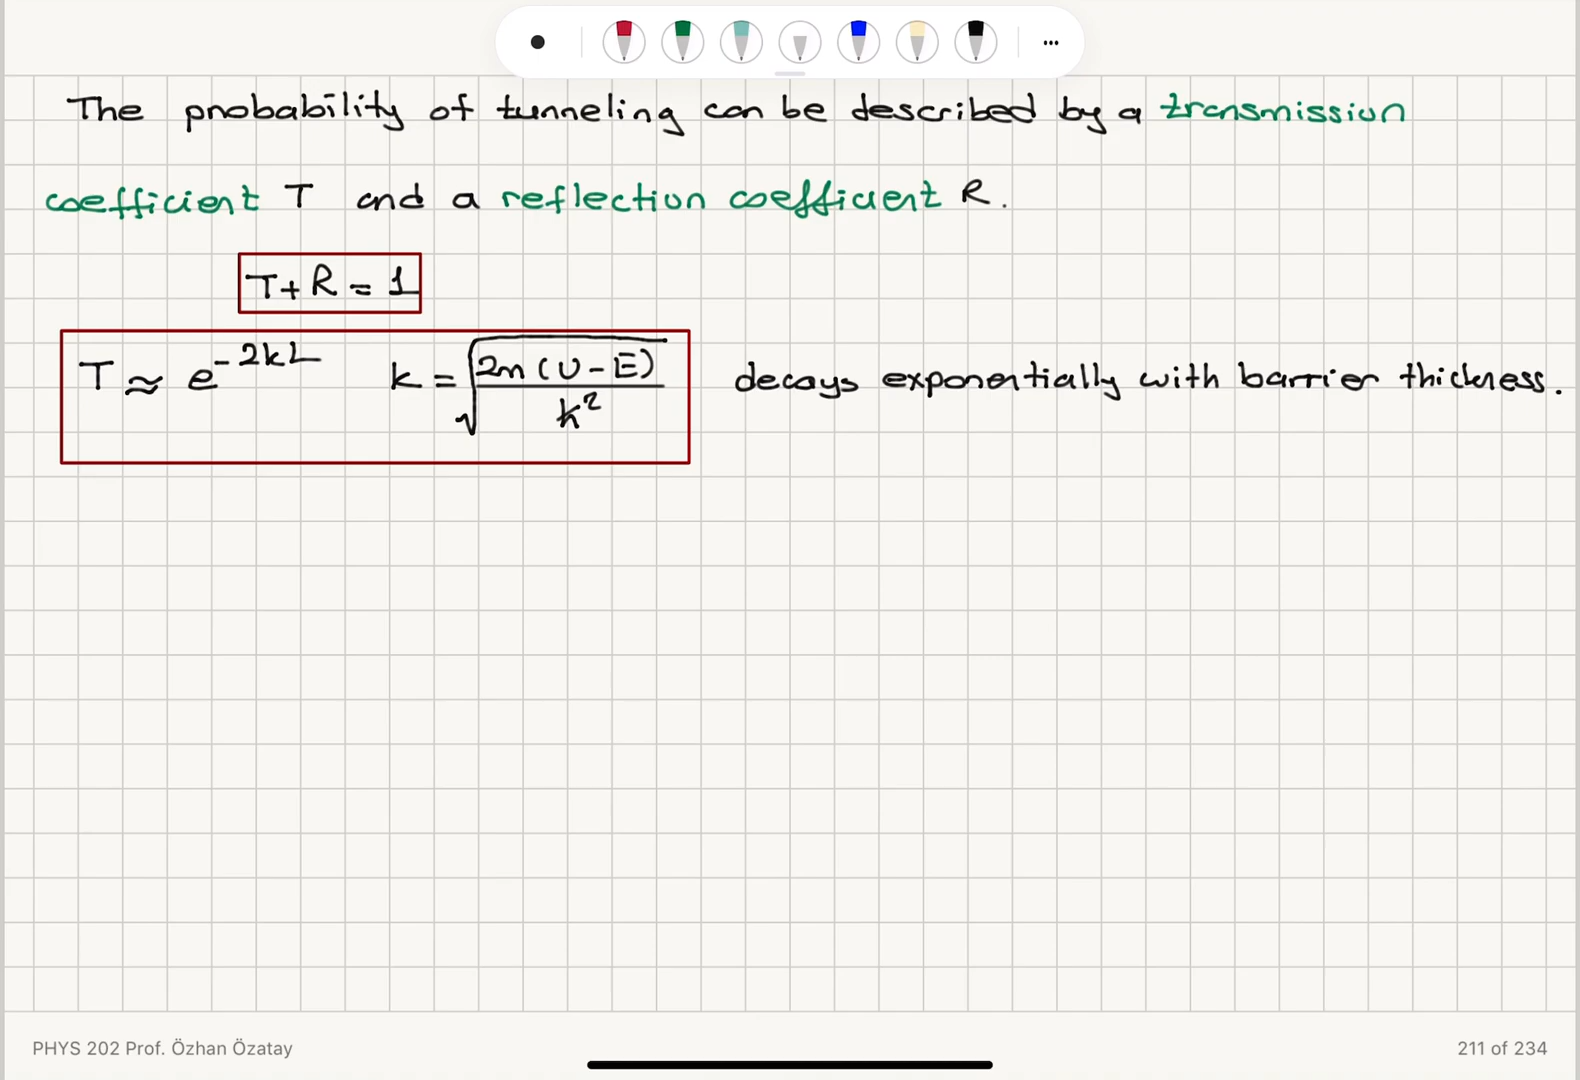 The probability of tunneling can be described by a transmission
coefficient T and a reflection coefficient R.
T + R = 1
T ≈ e^{-2kL} k = √(2m(U-E)/ħ²) decays exponentially with barrier thickness.
PHYS 202 Prof. Özhan Özatay 211 of 234